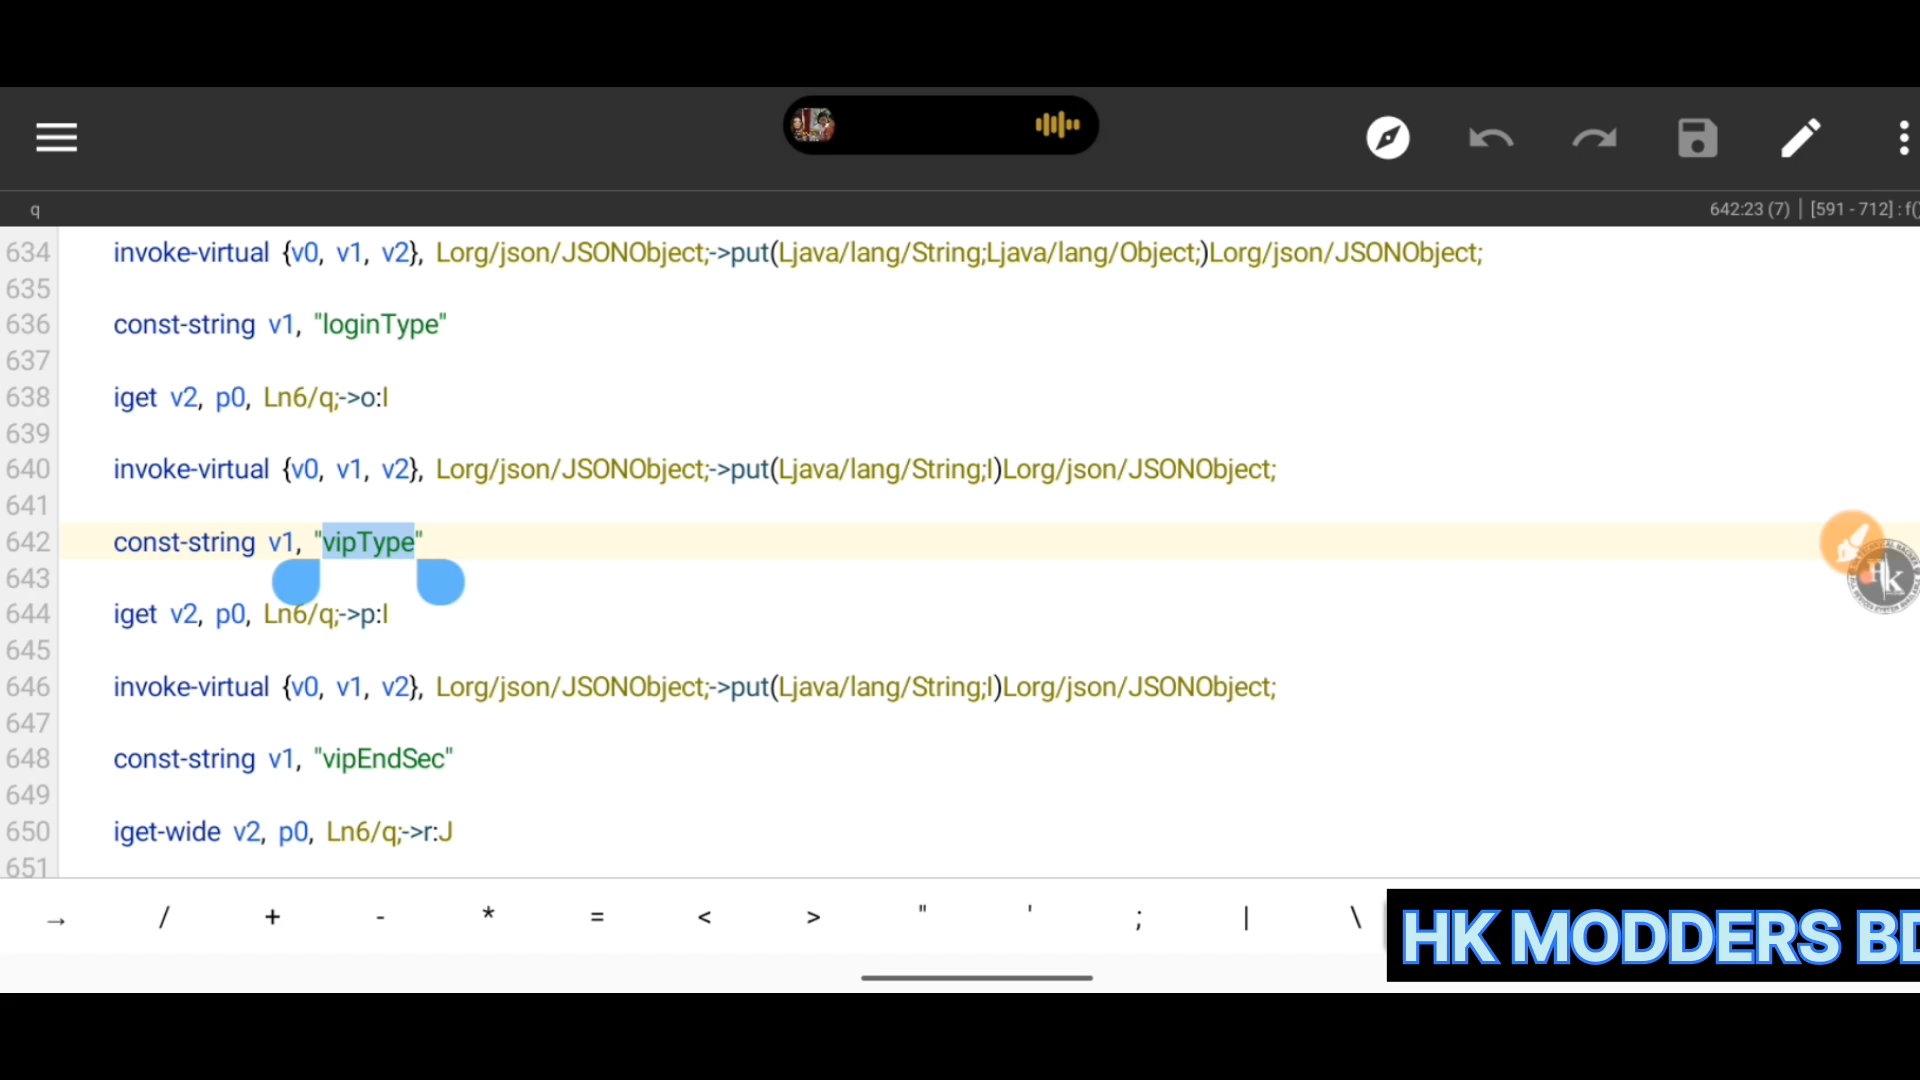 q
642:23 (7) | [591 - 712] : f()
634 invoke-virtual {v0, v1, v2}, Lorg/json/JSONObject;->put(Ljava/lang/String;Ljava/lang/Object;)Lorg/json/JSONObject;
635
636 const-string v1, "loginType"
637
638 iget v2, p0, Ln6/q;->o:I
639
640 invoke-virtual {v0, v1, v2}, Lorg/json/JSONObject;->put(Ljava/lang/String;I)Lorg/json/JSONObject;
641
642 const-string v1, "vipType"
643
644 iget v2, p0, Ln6/q;->p:I
645
646 invoke-virtual {v0, v1, v2}, Lorg/json/JSONObject;->put(Ljava/lang/String;I)Lorg/json/JSONObject;
647
648 const-string v1, "vipEndSec"
649
650 iget-wide v2, p0, Ln6/q;->r:J
651
→ / + - * = < > " ' ; | \
HK MODDERS BD